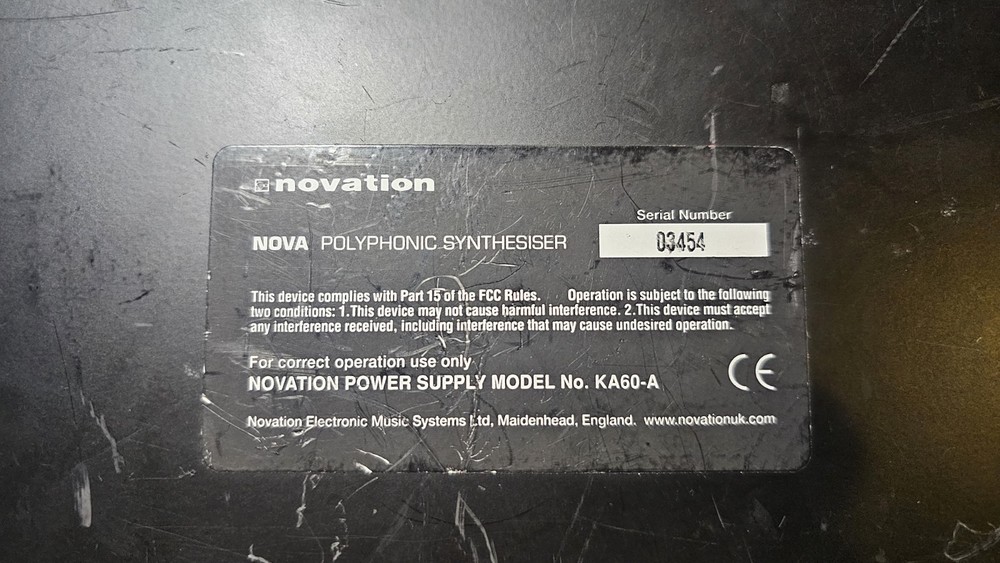 novation
Serial Number
NOVA POLYPHONIC SYNTHESISER 03454
This device complies with Part 15 of the FCC Rules. Operation is subject to the following
two conditions: 1.This device may not cause harmful interference. 2.This device must accept
any interference received, including interference that may cause undesired operation.
For correct operation use only
NOVATION POWER SUPPLY MODEL No. KA60-A
CE
Novation Electronic Music Systems Ltd, Maidenhead, England. www.novationuk.com